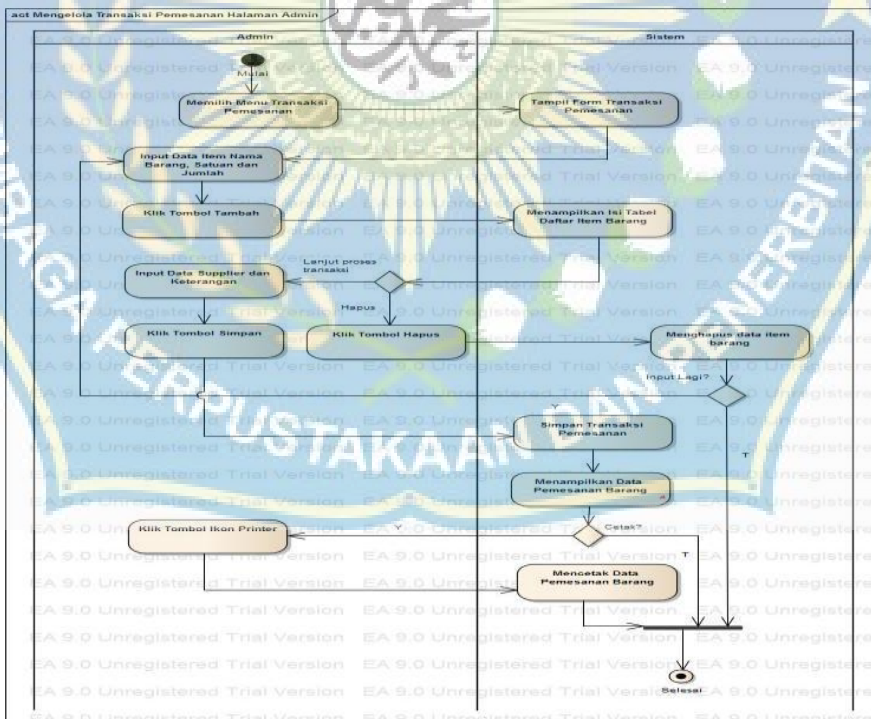 act Mengelola Transaksi Pemesanan Halaman Admin
Admin
Sistem
Mulai
Memilih Menu Transaksi
Pemesanan
Tampil Form Transaksi
Pemesanan
Input Data Item Nama
Barang, Satuan dan
Jumlah
Klik Tombol Tambah
Menampilkan Isi Tabel
Daftar Item Barang
Lanjut proses
transaksi
Input Data Supplier dan
Keterangan
Hapus
Klik Tombol Simpan
Klik Tombol Hapus
Menghapus data item
barang
Input Lagi?
Y
Simpan Transaksi
Pemesanan
T
Menampilkan Data
Pemesanan Barang
Cetak?
Y
Klik Tombol Ikon Printer
T
Mencetak Data
Pemesanan Barang
Selesai
PERPUSTAKAAN DAN PENERBITAN
EA 9.0 Unregistered Trial Version